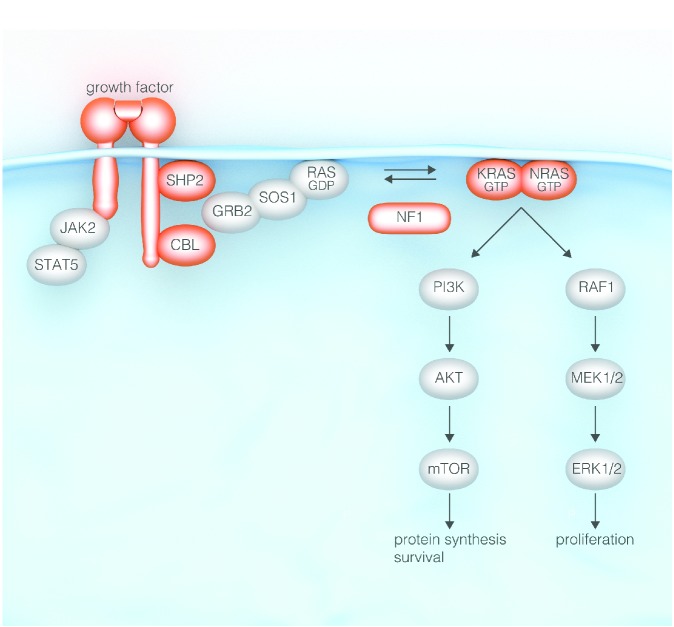 growth factor
SHP2
GRB2
SOS1
RAS
GDP
KRAS
GTP
NRAS
GTP
NF1
JAK2
STAT5
CBL
PI3K
RAF1
AKT
MEK1/2
mTOR
ERK1/2
protein synthesis
survival
proliferation